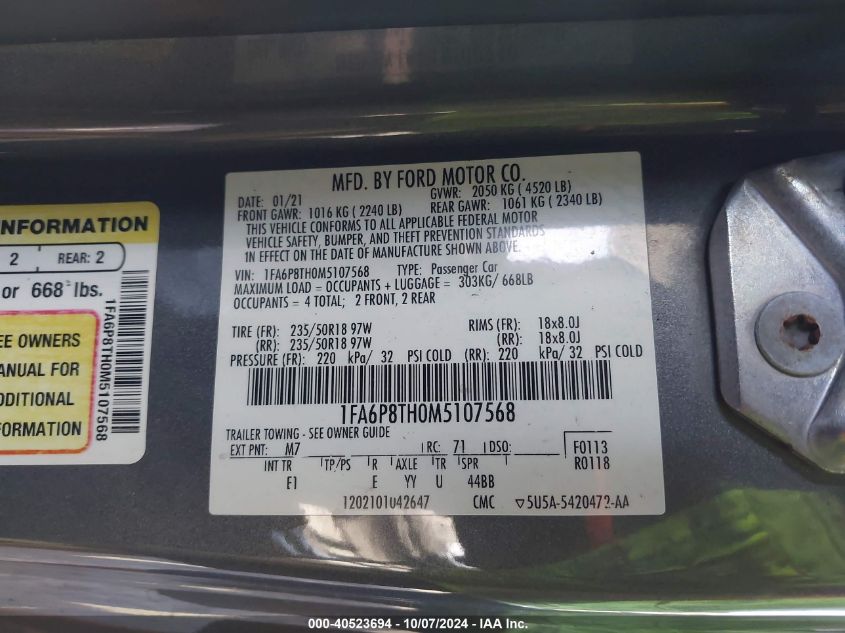 MFD. BY FORD MOTOR CO.
DATE: 01/21 GVWR: 2050 KG ( 4520 LB)
FRONT GAWR: 1016 KG ( 2240 LB) REAR GAWR: 1061 KG ( 2340 LB)
THIS VEHICLE CONFORMS TO ALL APPLICABLE FEDERAL MOTOR
VEHICLE SAFETY, BUMPER, AND THEFT PREVENTION STANDARDS
IN EFFECT ON THE DATE OF MANUFACTURE SHOWN ABOVE.
VIN: 1FA6P8TH0M5107568 TYPE: Passenger Car
MAXIMUM LOAD = OCCUPANTS + LUGGAGE = 303KG/ 668LB
OCCUPANTS = 4 TOTAL; 2 FRONT, 2 REAR
TIRE (FR): 235/50R18 97W RIMS (FR): 18x8.0J
(RR): 235/50R18 97W (RR): 18x8.0J
PRESSURE (FR): 220 kPa/ 32 PSI COLD (RR): 220 kPa/ 32 PSI COLD
1FA6P8TH0M5107568
TRAILER TOWING - SEE OWNER GUIDE
EXT PNT: M7 RC: 71 DSO: F0113
R0118
INT TR TP/PS R AXLE TR SPR
E1 E YY U 44BB
1202101042647 CMC ▽5U5A-5420472-AA
INFORMATION
2 REAR: 2
or 668 lbs.
EE OWNERS
MANUAL FOR
ADDITIONAL
INFORMATION
1FA6P8TH0M5107568
000-40523694 - 10/07/2024 - IAA Inc.